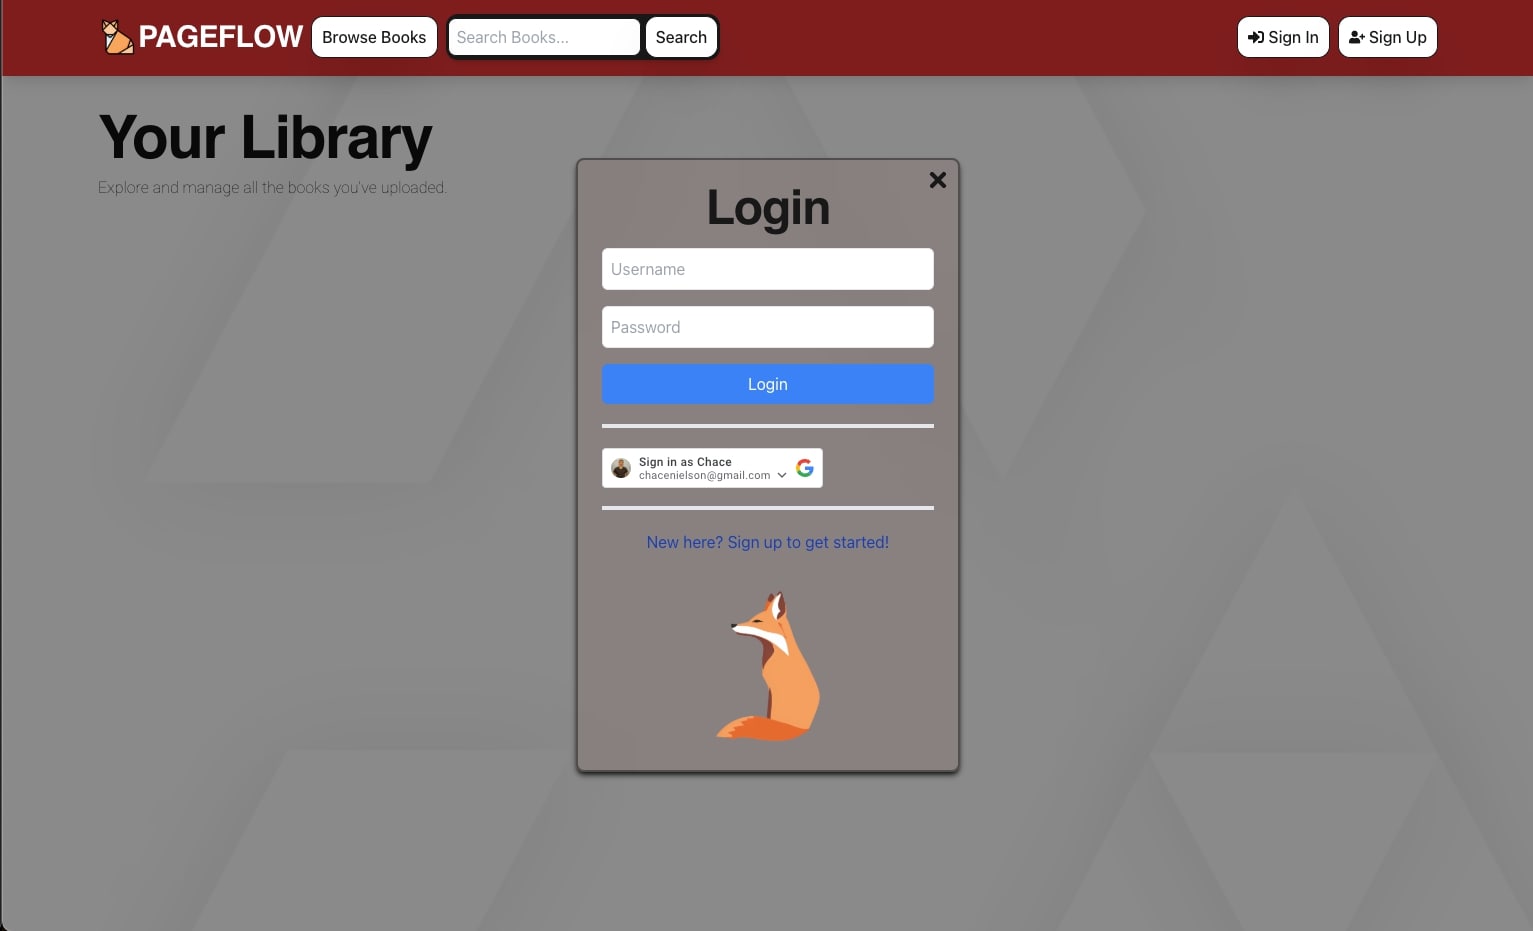 PAGEFLOW
Browse Books
Search Books...
Search
Sign In
Sign Up
Your Library
Explore and manage all the books you've uploaded.
Login
Username
Password
Login
Sign in as Chace
chacenielson@gmail.com
New here? Sign up to get started!